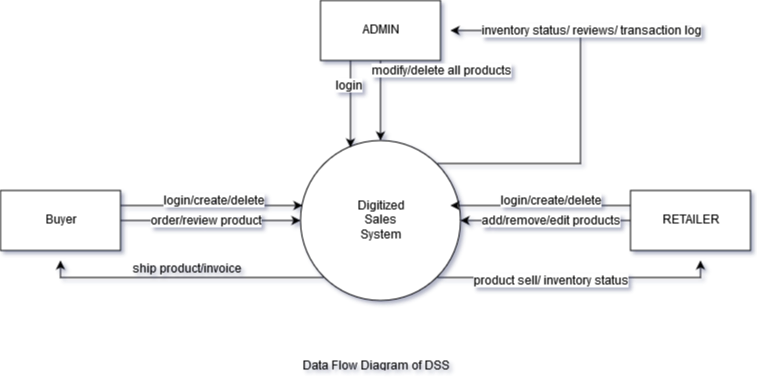 ADMIN
inventory status/ reviews/ transaction log
modify/delete all products
login
login/create/delete
login/create/delete
Buyer
Digitized
Sales
System
RETAILER
order/review product
add/remove/edit products
ship product/invoice
product sell/ inventory status
Data Flow Diagram of DSS